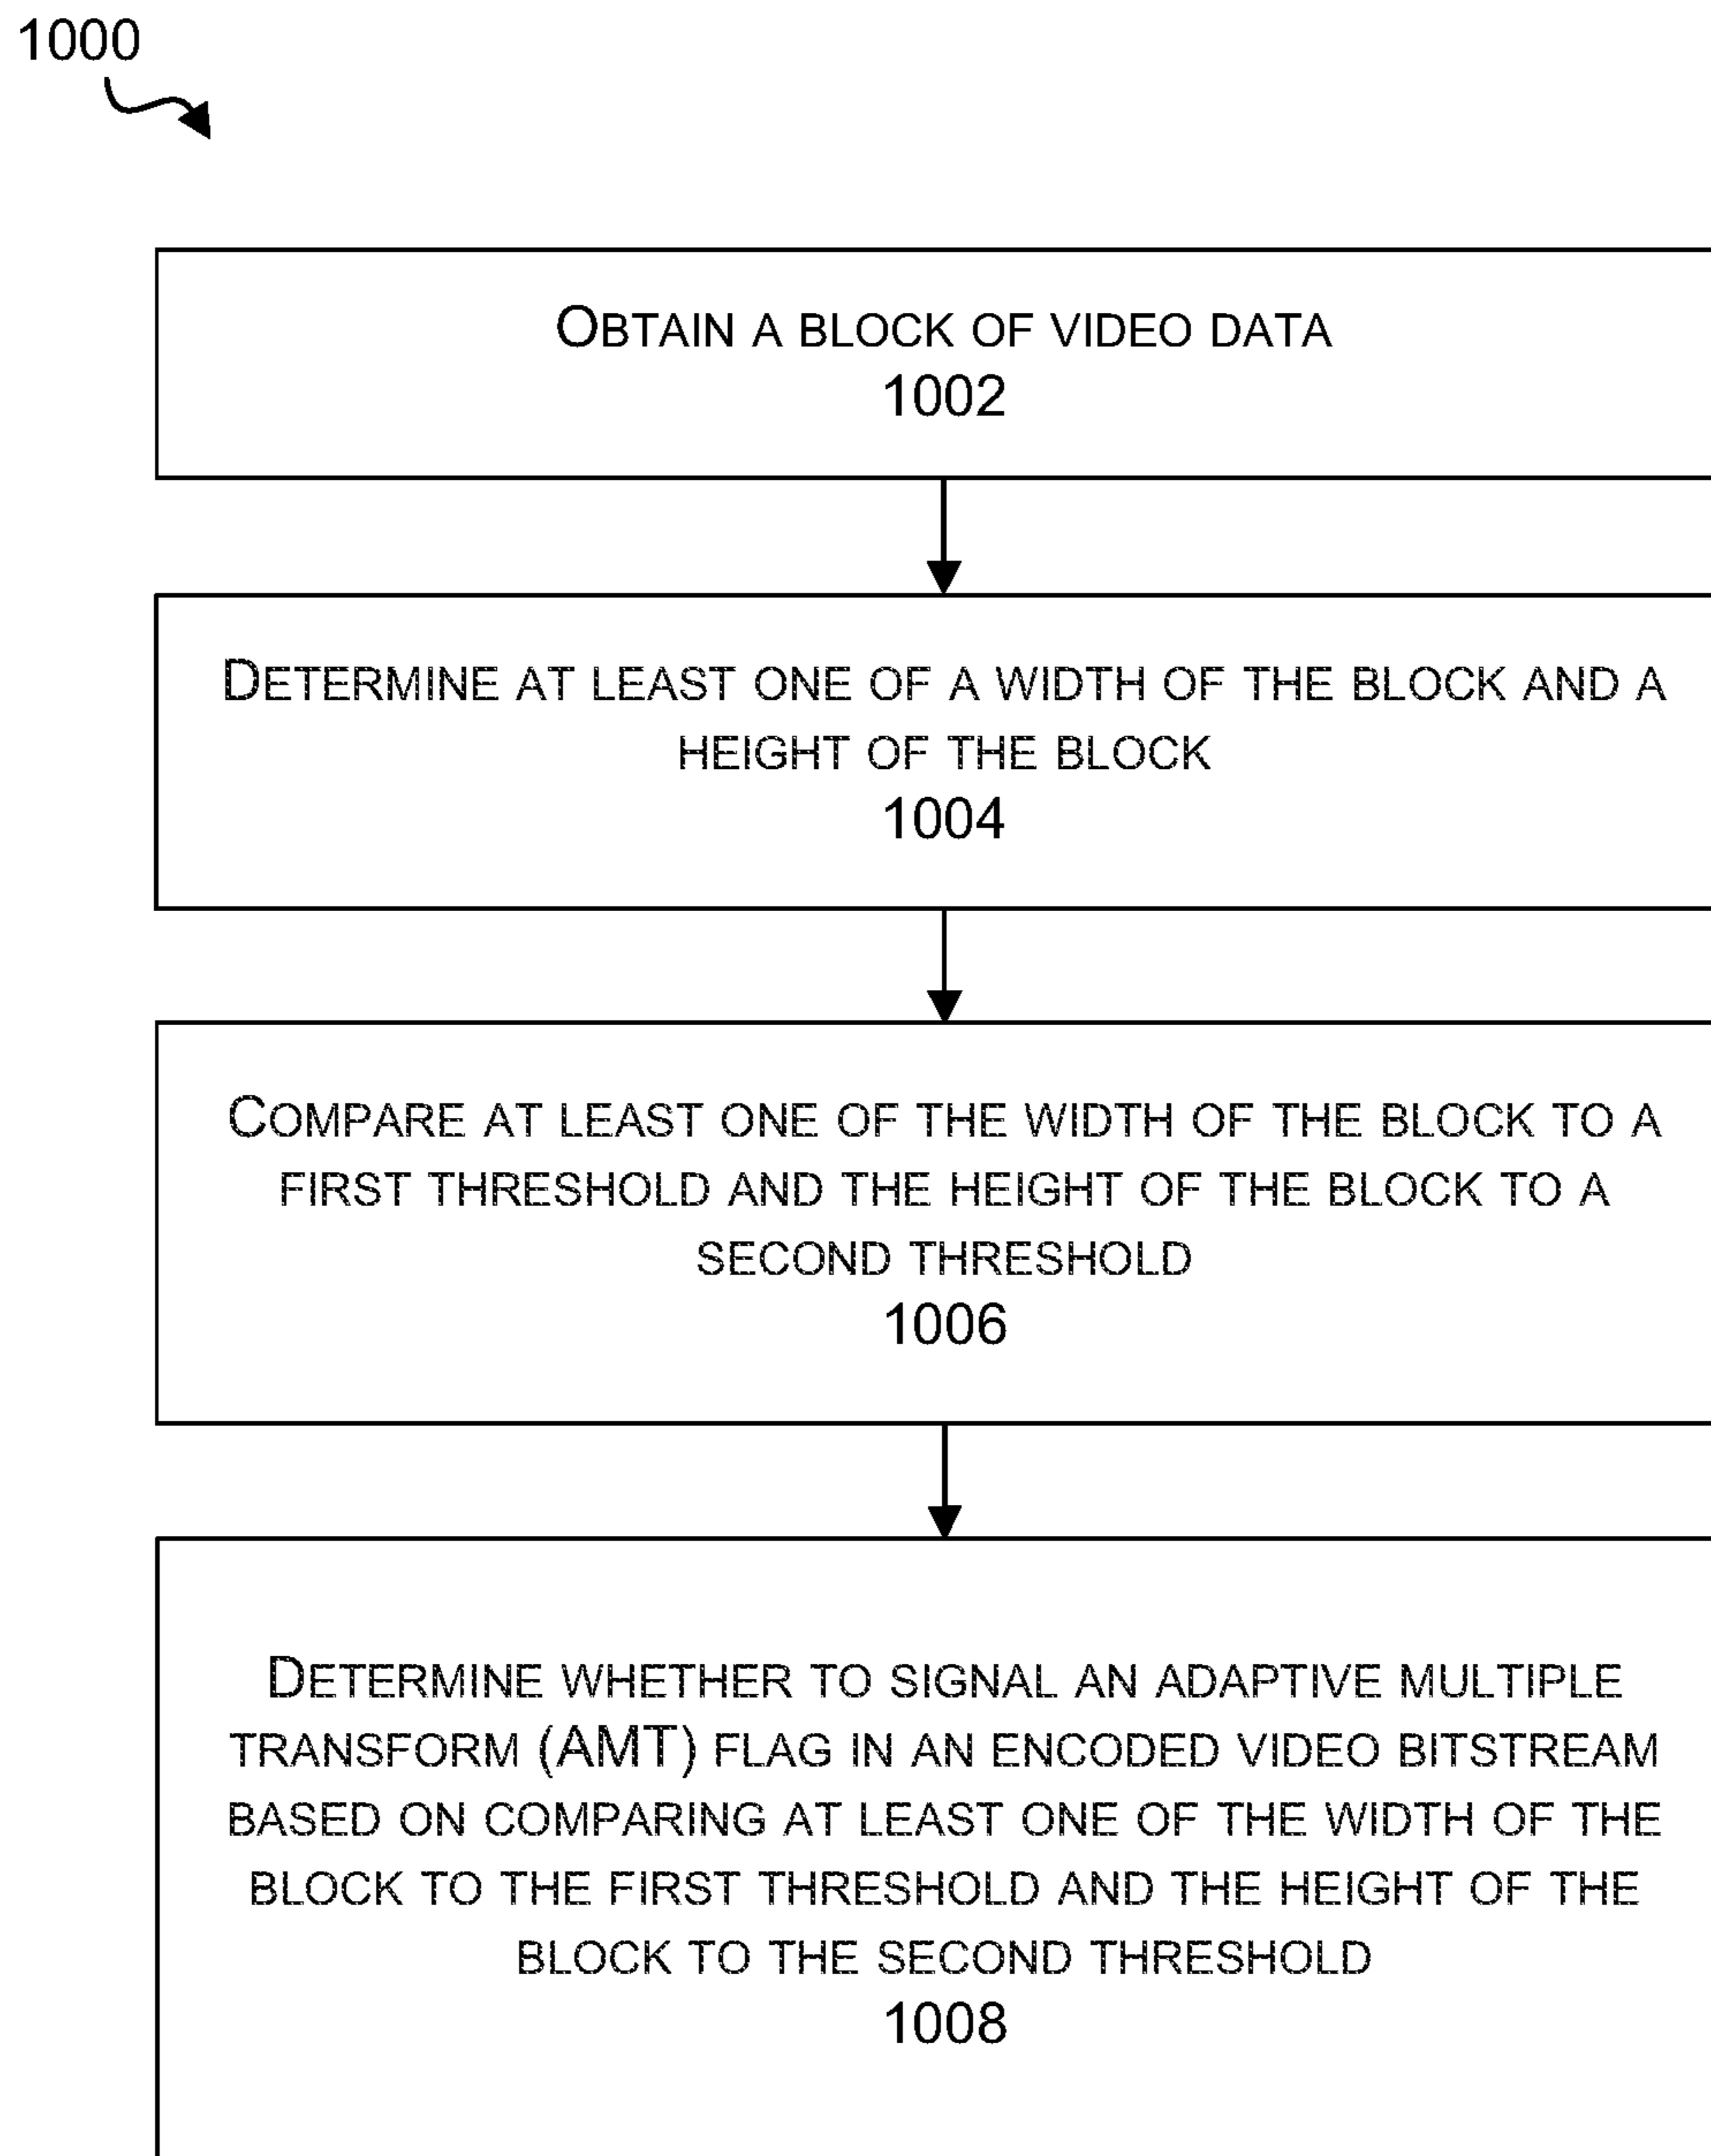 1000
OBTAIN A BLOCK OF VIDEO DATA
1002
DETERMINE AT LEAST ONE OF A WIDTH OF THE BLOCK AND A
HEIGHT OF THE BLOCK
1004
COMPARE AT LEAST ONE OF THE WIDTH OF THE BLOCK TO A
FIRST THRESHOLD AND THE HEIGHT OF THE BLOCK TO A
SECOND THRESHOLD
1006
DETERMINE WHETHER TO SIGNAL AN ADAPTIVE MULTIPLE
TRANSFORM (AMT) FLAG IN AN ENCODED VIDEO BITSTREAM
BASED ON COMPARING AT LEAST ONE OF THE WIDTH OF THE
BLOCK TO THE FIRST THRESHOLD AND THE HEIGHT OF THE
BLOCK TO THE SECOND THRESHOLD
1008